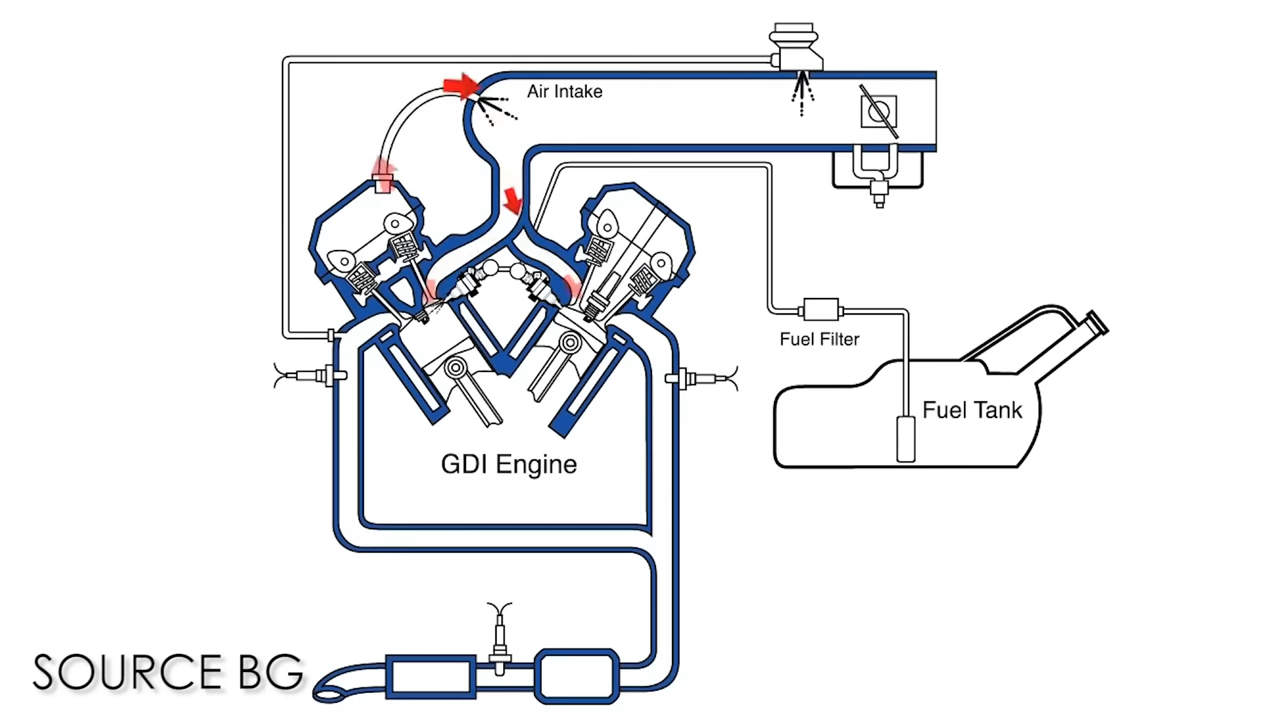 Air Intake
Fuel Filter
Fuel Tank
GDI Engine
SOURCE BG